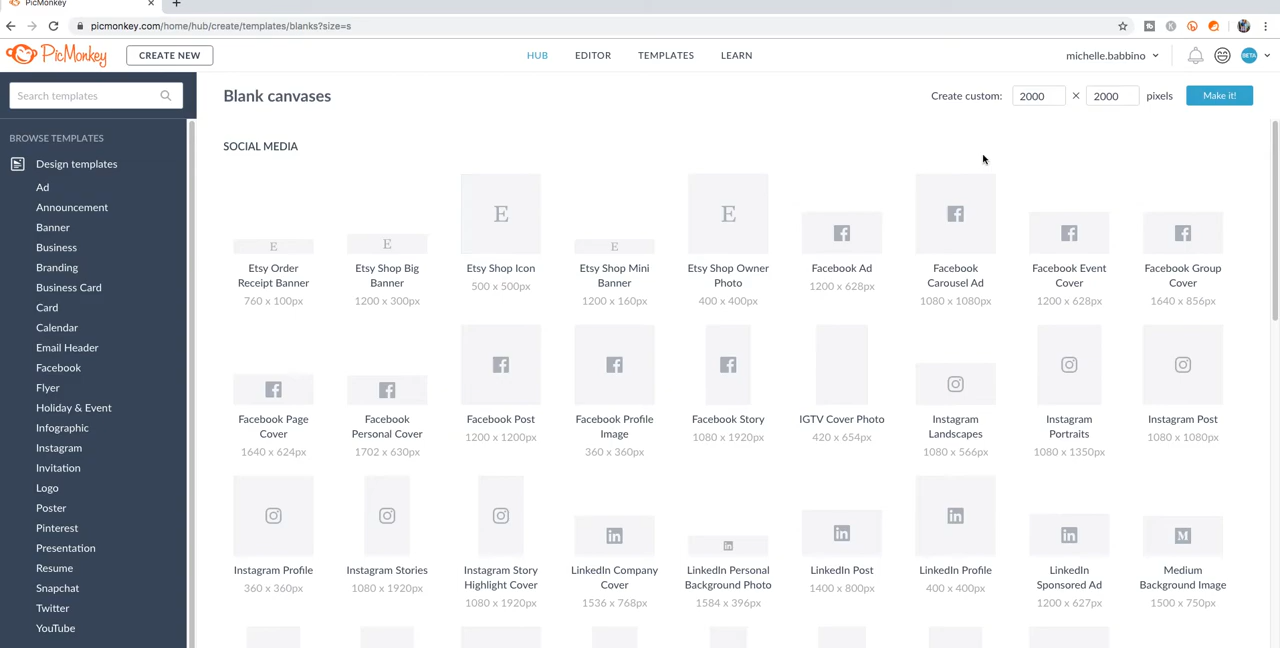 PicMonkey
picmonkey.com/home/hub/create/templates/blanks?size=s
PicMonkey
CREATE NEW
HUB
EDITOR
TEMPLATES
LEARN
michelle.babbino
BETA
Search templates
Blank canvases
Create custom:
2000
×
2000
pixels
Make it!
BROWSE TEMPLATES
Design templates
Ad
Announcement
Banner
Business
Branding
Business Card
Card
Calendar
Email Header
Facebook
Flyer
Holiday & Event
Infographic
Instagram
Invitation
Logo
Poster
Pinterest
Presentation
Resume
Snapchat
Twitter
YouTube
SOCIAL MEDIA
E
Etsy Order
Receipt Banner
760 x 100px
E
Etsy Shop Big
Banner
1200 x 300px
E
Etsy Shop Icon
500 x 500px
E
Etsy Shop Mini
Banner
1200 x 160px
E
Etsy Shop Owner
Photo
400 x 400px
Facebook Ad
1200 x 628px
Facebook
Carousel Ad
1080 x 1080px
Facebook Event
Cover
1200 x 628px
Facebook Group
Cover
1640 x 856px
Facebook Page
Cover
1640 x 624px
Facebook
Personal Cover
1702 x 630px
Facebook Post
1200 x 1200px
Facebook Profile
Image
360 x 360px
Facebook Story
1080 x 1920px
IGTV Cover Photo
420 x 654px
Instagram
Landscapes
1080 x 566px
Instagram
Portraits
1080 x 1350px
Instagram Post
1080 x 1080px
Instagram Profile
360 x 360px
Instagram Stories
1080 x 1920px
Instagram Story
Highlight Cover
1080 x 1920px
in
LinkedIn Company
Cover
1536 x 768px
in
LinkedIn Personal
Background Photo
1584 x 396px
in
LinkedIn Post
1400 x 800px
in
LinkedIn Profile
400 x 400px
in
LinkedIn
Sponsored Ad
1200 x 627px
M
Medium
Background Image
1500 x 750px